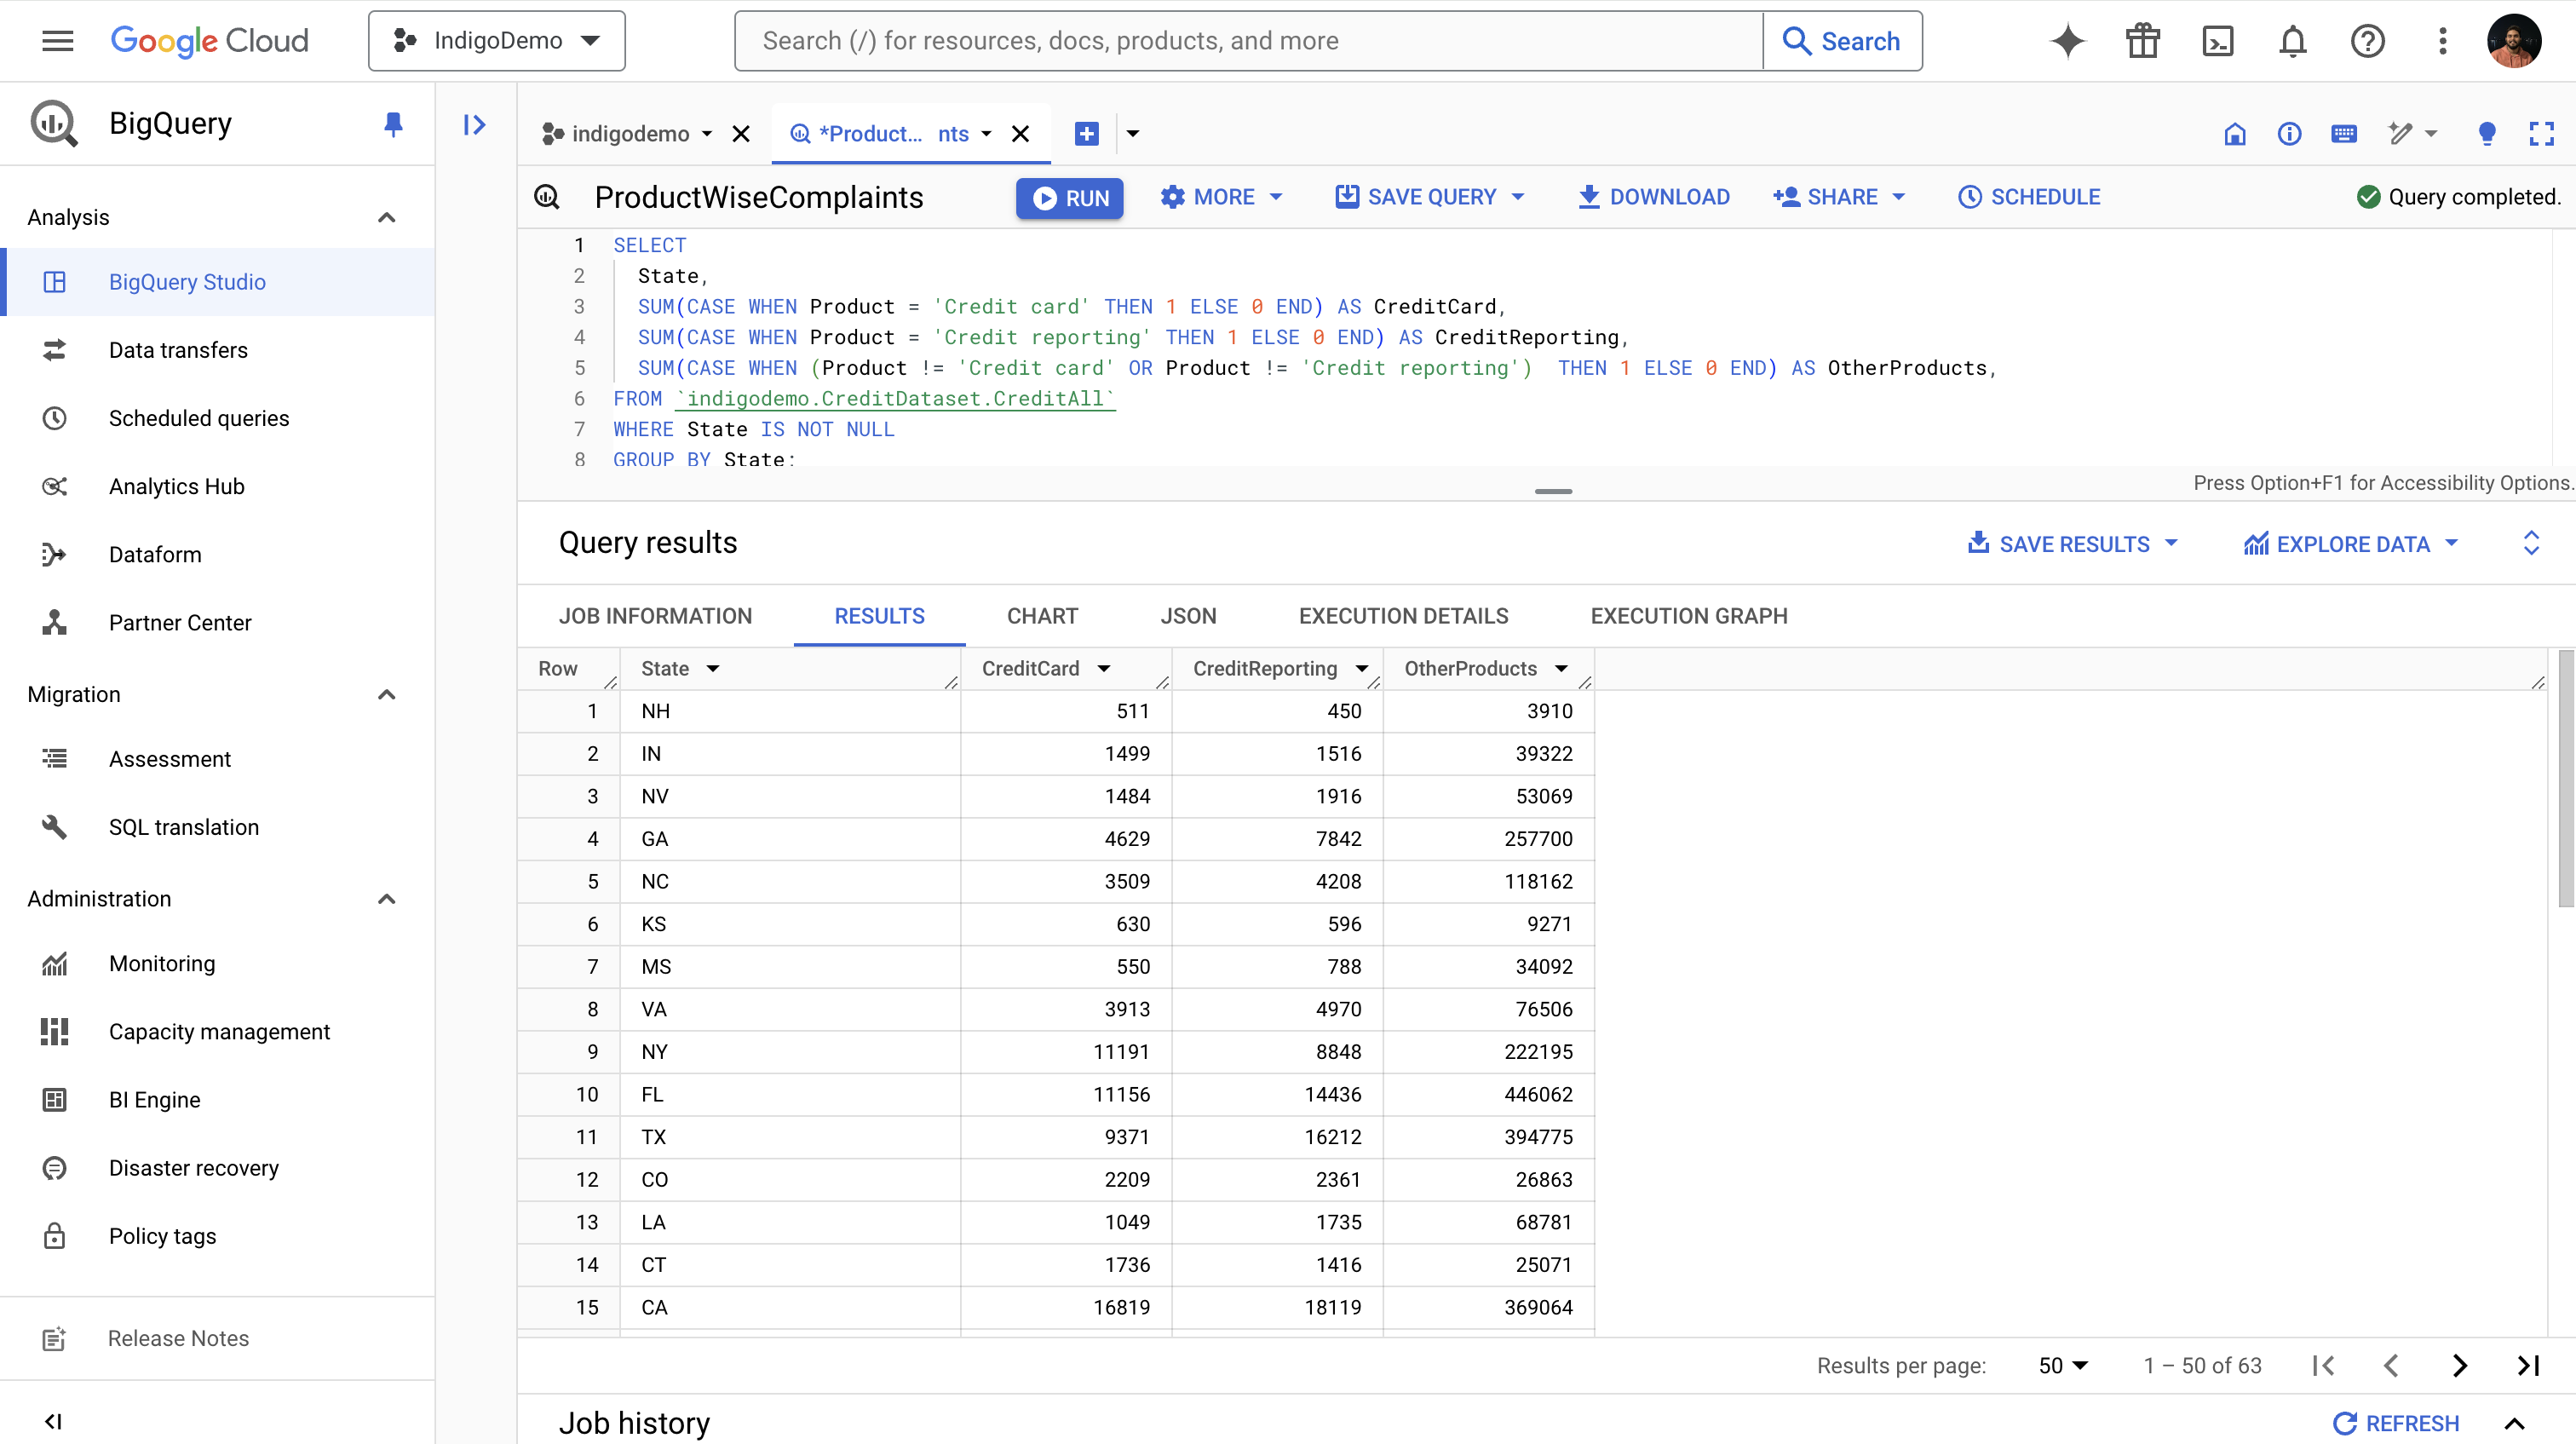 Google Cloud
IndigoDemo
Search (/) for resources, docs, products, and more
Search
BigQuery
indigodemo
*Product... nts
Analysis
BigQuery Studio
Data transfers
Scheduled queries
Analytics Hub
Dataform
Partner Center
Migration
Assessment
SQL translation
Administration
Monitoring
Capacity management
BI Engine
Disaster recovery
Policy tags
Release Notes
ProductWiseComplaints
RUN
MORE
SAVE QUERY
DOWNLOAD
SHARE
SCHEDULE
Query completed.
1 SELECT
2 State,
3 SUM(CASE WHEN Product = 'Credit card' THEN 1 ELSE 0 END) AS CreditCard,
4 SUM(CASE WHEN Product = 'Credit reporting' THEN 1 ELSE 0 END) AS CreditReporting,
5 SUM(CASE WHEN (Product != 'Credit card' OR Product != 'Credit reporting')  THEN 1 ELSE 0 END) AS OtherProducts,
6 FROM `indigodemo.CreditDataset.CreditAll`
7 WHERE State IS NOT NULL
8 GROUP BY State;
Press Option+F1 for Accessibility Options.
Query results
SAVE RESULTS
EXPLORE DATA
JOB INFORMATION
RESULTS
CHART
JSON
EXECUTION DETAILS
EXECUTION GRAPH
Row State CreditCard CreditReporting OtherProducts
1 NH 511 450 3910
2 IN 1499 1516 39322
3 NV 1484 1916 53069
4 GA 4629 7842 257700
5 NC 3509 4208 118162
6 KS 630 596 9271
7 MS 550 788 34092
8 VA 3913 4970 76506
9 NY 11191 8848 222195
10 FL 11156 14436 446062
11 TX 9371 16212 394775
12 CO 2209 2361 26863
13 LA 1049 1735 68781
14 CT 1736 1416 25071
15 CA 16819 18119 369064
Results per page: 50 1 – 50 of 63
Job history
REFRESH